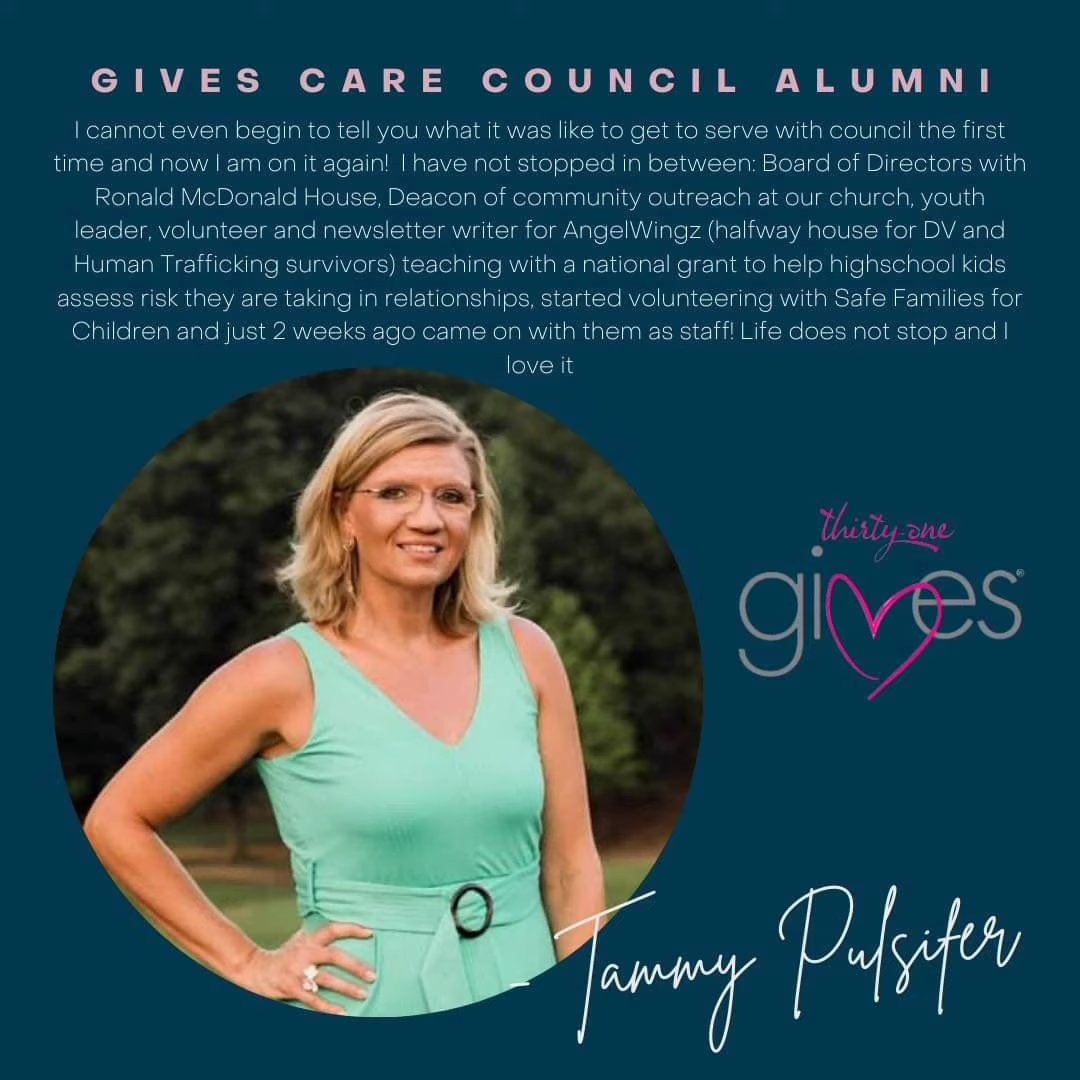 GIVES CARE COUNCIL ALUMNI
I cannot even begin to tell you what it was like to get to serve with council the first
time and now I am on it again!  I have not stopped in between: Board of Directors with
Ronald McDonald House, Deacon of community outreach at our church, youth
leader, volunteer and newsletter writer for AngelWingz (halfway house for DV and
Human Trafficking survivors) teaching with a national grant to help highschool kids
assess risk they are taking in relationships, started volunteering with Safe Families for
Children and just 2 weeks ago came on with them as staff! Life does not stop and I
love it
thirty-one
gives®
- Tammy Pulsifer